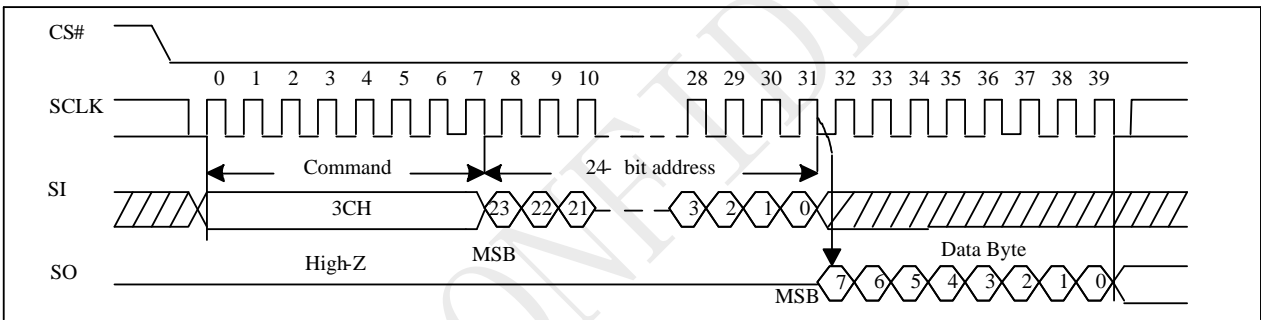 CS#
0 1 2 3 4 5 6 7 8 9 10 28 29 30 31 32 33 34 35 36 37 38 39
SCLK
Command 24- bit address
SI
3CH 23 22 21 3 2 1 0
High-Z MSB Data Byte
SO
MSB 7 6 5 4 3 2 1 0